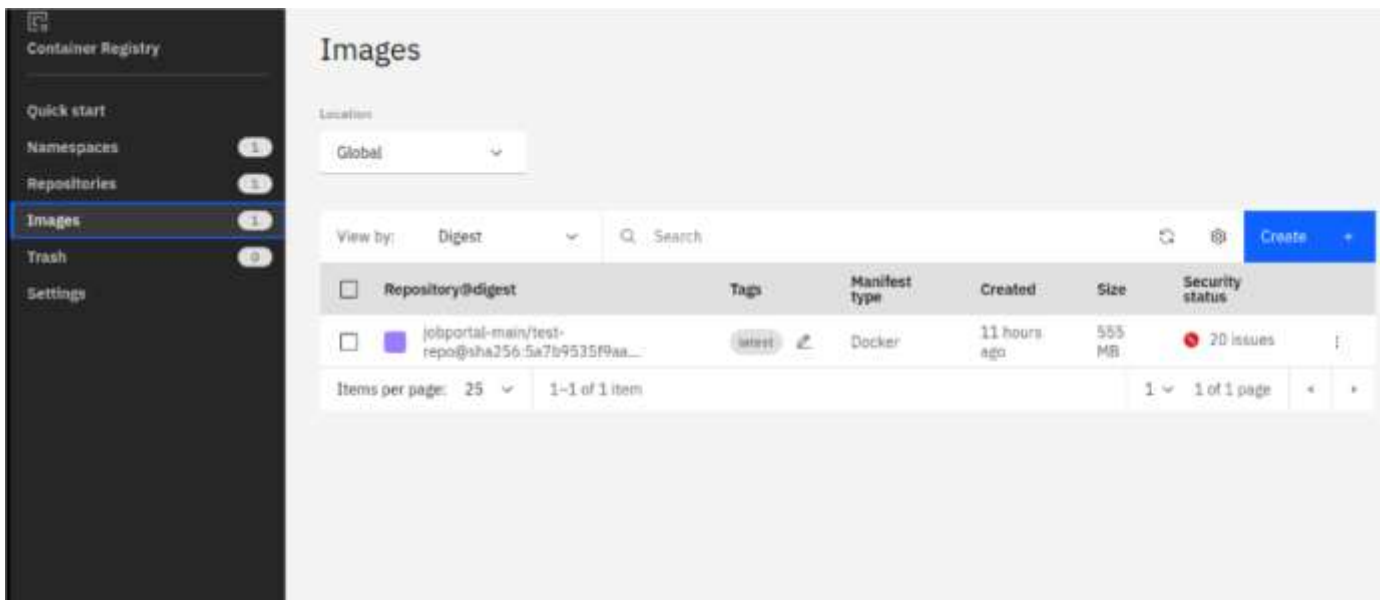 Container Registry
Quick start
Namespaces 1
Repositories 1
Images 1
Trash 0
Settings
Images
Location
Global
View by: Digest Search Create +
Repository@digest Tags Manifest type Created Size Security status
jobportal-main/test-
repo@sha256:5a7b9535f9aa... latest Docker 11 hours ago 555 MB 20 issues
Items per page: 25 1–1 of 1 item 1 1 of 1 page